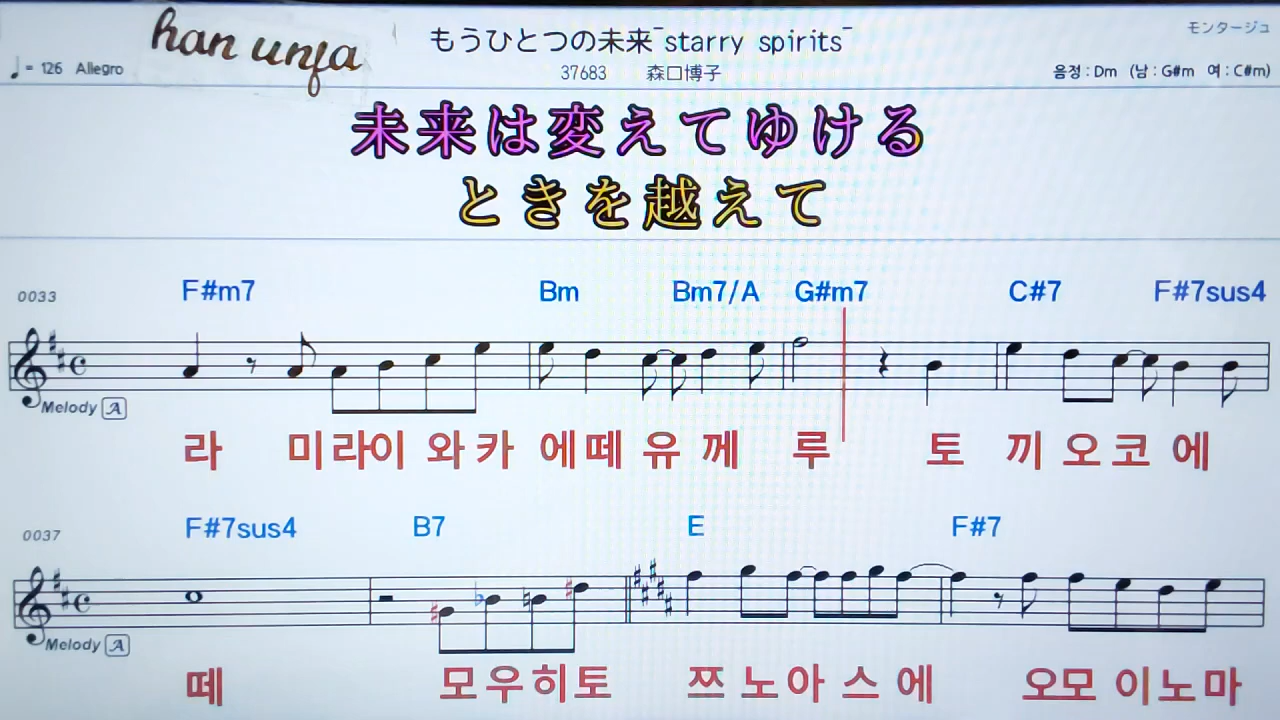 han unja
もうひとつの未来‾starry spirits‾
モンタージュ
♩= 126 Allegro
37683 森口博子
음정 : Dm (남 : G#m 여 : C#m)
未来は変えてゆける
ときを越えて
0033 F#m7 Bm Bm7/A G#m7 C#7 F#7sus4
Melody A
라 미 라이 와 카 에 떼 유 께 루 토 끼 오 코 에
0037 F#7sus4 B7 E F#7
Melody A
떼 모 우 히 토 쯔 노 아 스 에 오 모 이 노 마